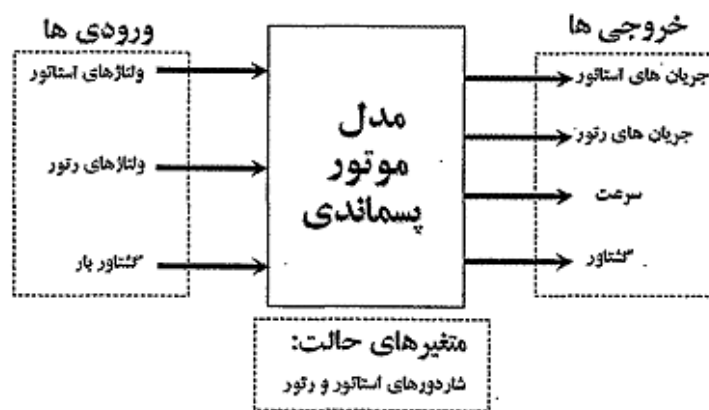 ورودی ها
خروجی ها
ولتاژهای استاتور
ولتاژهای رتور
گشتاور بار
مدل
موتور
پسماندی
جریان های استاتور
جریان های رتور
سرعت
گشتاور
متغیرهای حالت:
شاردورهای استاتور و رتور